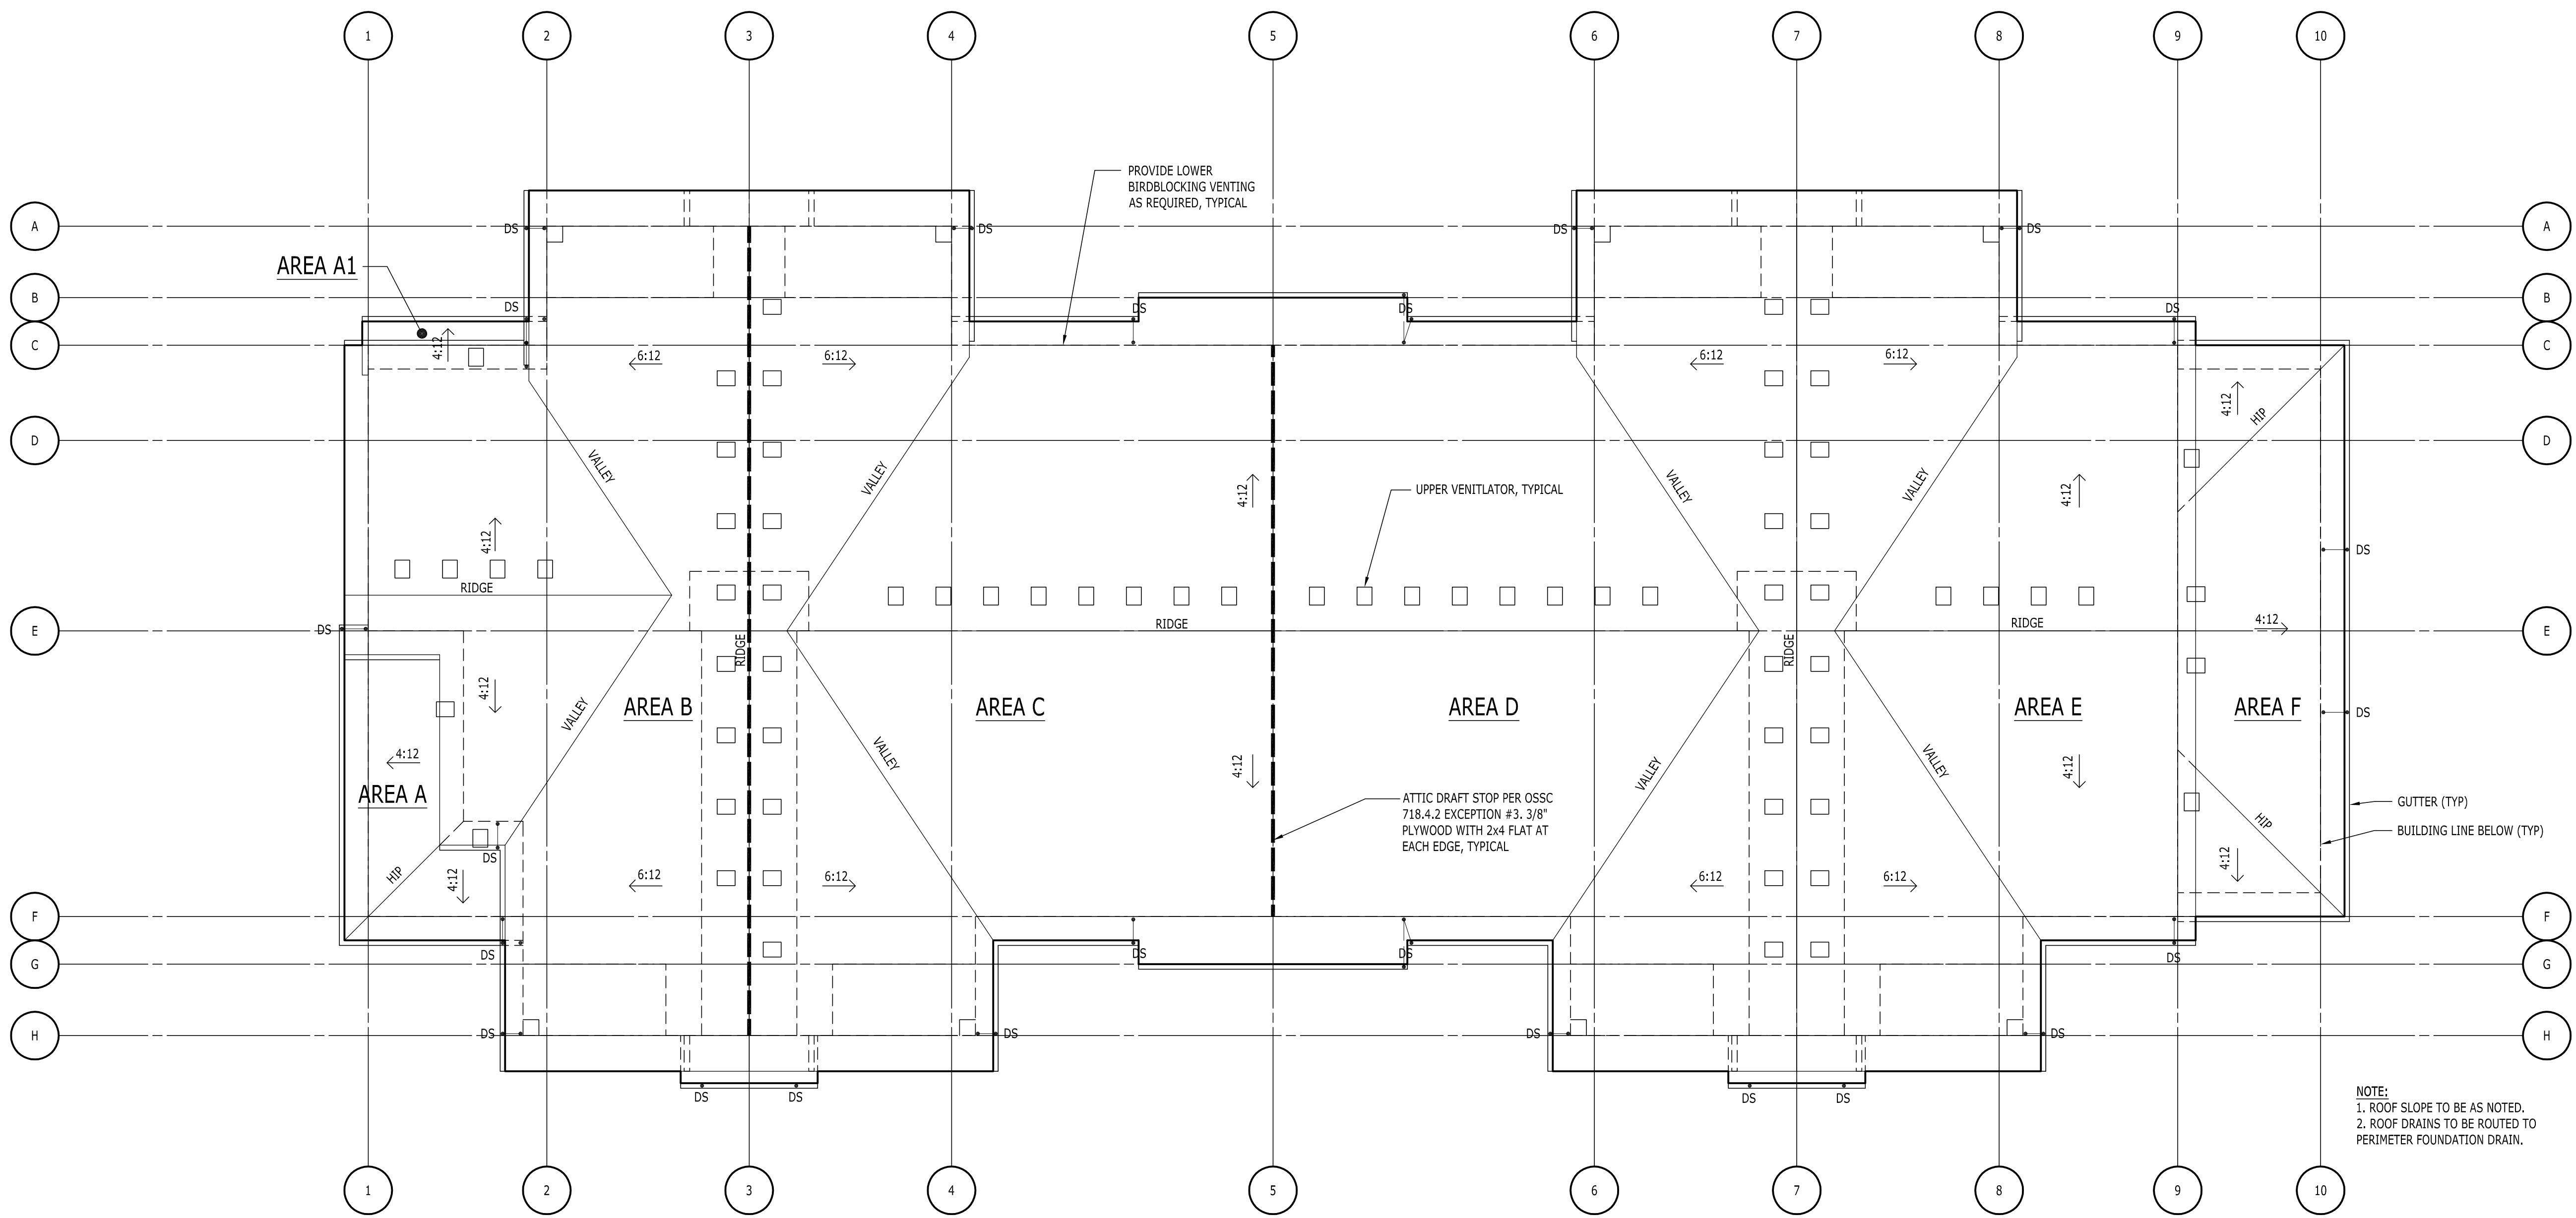 1 2 3 4 5 6 7 8 9 10
PROVIDE LOWER
BIRDBLOCKING VENTING
AS REQUIRED, TYPICAL
A DS DS DS DS A
AREA A1
B DS DS DS DS B
C 4:12 C
6:12 6:12 6:12 6:12
4:12 HIP
D D
VALLEY VALLEY VALLEY VALLEY
4:12 4:12 UPPER VENITLATOR, TYPICAL 4:12
DS
RIDGE
E DS RIDGE RIDGE RIDGE RIDGE 4:12 E
4:12
AREA B AREA C AREA D AREA E AREA F DS
VALLEY VALLEY VALLEY VALLEY
4:12 4:12 4:12
AREA A
ATTIC DRAFT STOP PER OSSC
718.4.2 EXCEPTION #3. 3/8"
PLYWOOD WITH 2x4 FLAT AT
EACH EDGE, TYPICAL
GUTTER (TYP)
BUILDING LINE BELOW (TYP)
HIP
DS
HIP 4:12 6:12 6:12 6:12 6:12 4:12
F F
DS DS DS DS
G G
H DS DS DS DS H
DS DS DS DS
NOTE:
1. ROOF SLOPE TO BE AS NOTED.
2. ROOF DRAINS TO BE ROUTED TO
PERIMETER FOUNDATION DRAIN.
1 2 3 4 5 6 7 8 9 10